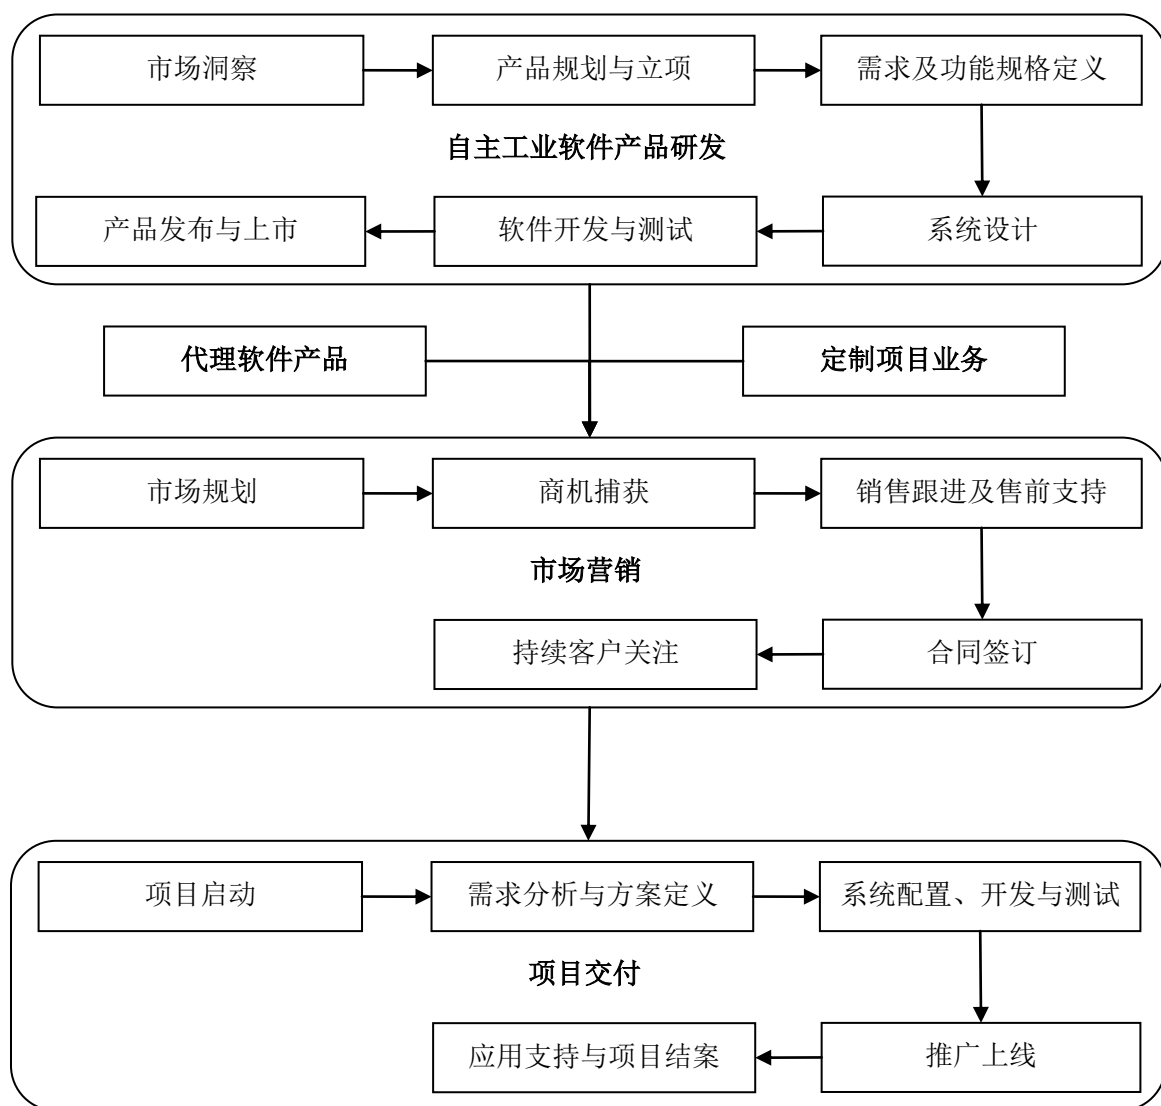 市场洞察
产品规划与立项
需求及功能规格定义
自主工业软件产品研发
产品发布与上市
软件开发与测试
系统设计
代理软件产品
定制项目业务
市场规划
商机捕获
销售跟进及售前支持
市场营销
持续客户关注
合同签订
项目启动
需求分析与方案定义
系统配置、开发与测试
项目交付
应用支持与项目结案
推广上线